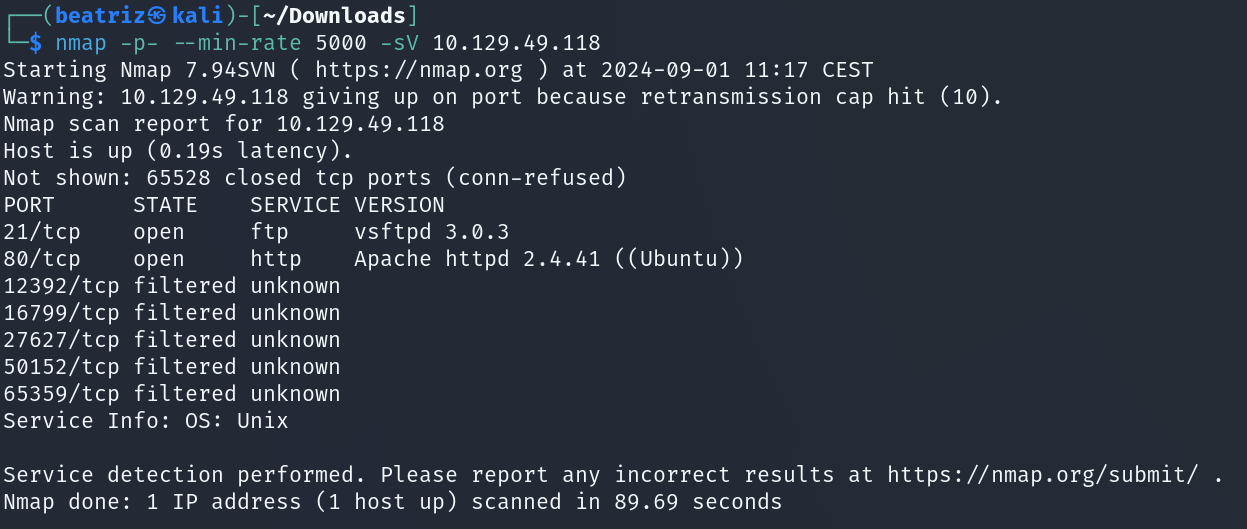 ┌──(beatriz㉿kali)-[~/Downloads]
└─$ nmap -p- --min-rate 5000 -sV 10.129.49.118
Starting Nmap 7.94SVN ( https://nmap.org ) at 2024-09-01 11:17 CEST
Warning: 10.129.49.118 giving up on port because retransmission cap hit (10).
Nmap scan report for 10.129.49.118
Host is up (0.19s latency).
Not shown: 65528 closed tcp ports (conn-refused)
PORT      STATE    SERVICE VERSION
21/tcp    open     ftp     vsftpd 3.0.3
80/tcp    open     http    Apache httpd 2.4.41 ((Ubuntu))
12392/tcp filtered unknown
16799/tcp filtered unknown
27627/tcp filtered unknown
50152/tcp filtered unknown
65359/tcp filtered unknown
Service Info: OS: Unix

Service detection performed. Please report any incorrect results at https://nmap.org/submit/ .
Nmap done: 1 IP address (1 host up) scanned in 89.69 seconds